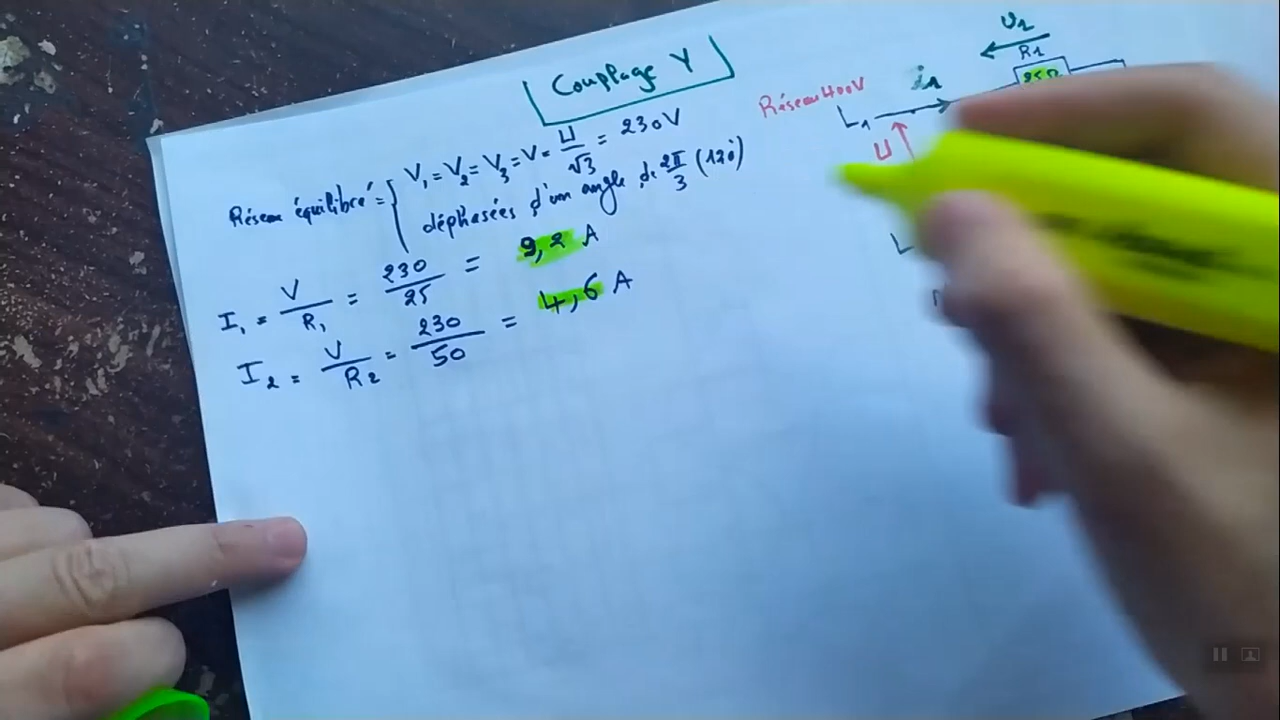 Couplage Y
Réseau équilibré = { V₁ = V₂ = V₃ = V = U/√3 = 230V
déphasées d'un angle de 2π/3 (120°)
I₁ = V/R₁ = 230/25 = 9,2 A
I₂ = V/R₂ = 230/50 = 4,6 A
Réseau 400V
L₁
i₁
R₁
25Ω
U
L